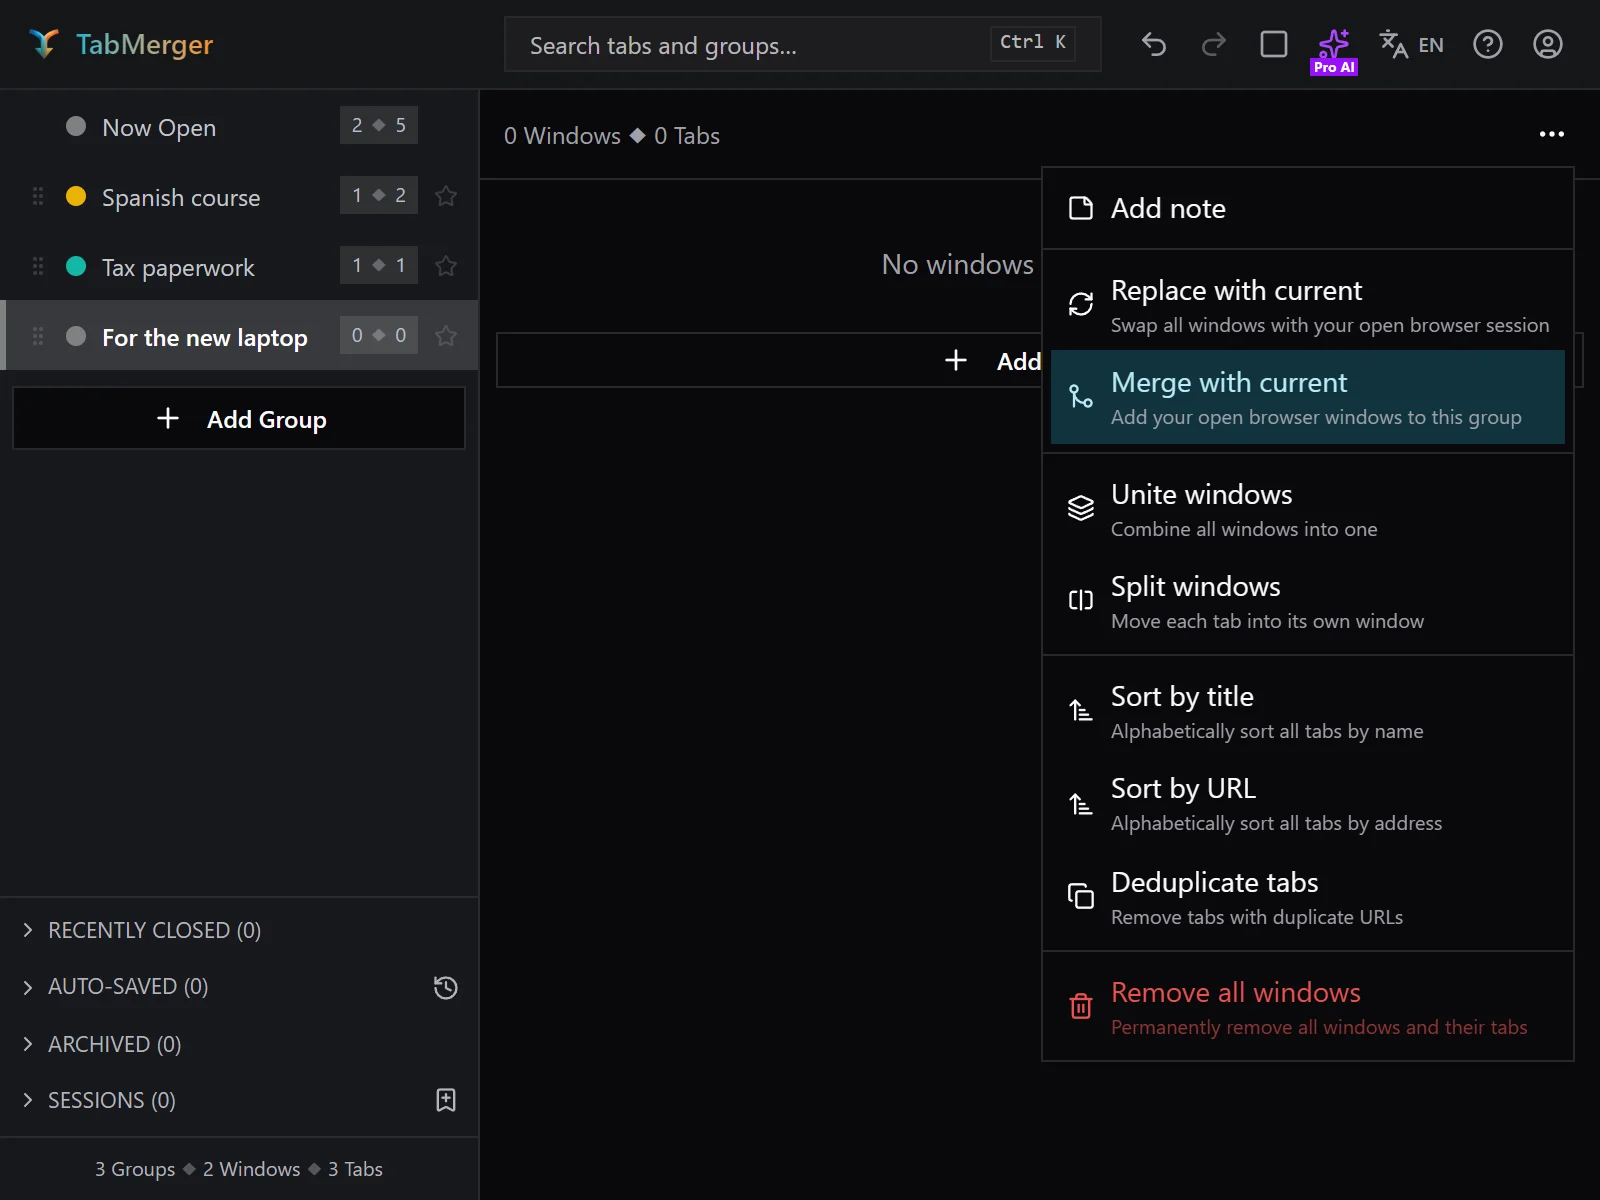 TabMerger
Search tabs and groups...
Ctrl K
Pro AI
EN
Now Open
2 ◆ 5
Spanish course
1 ◆ 2
Tax paperwork
1 ◆ 1
For the new laptop
0 ◆ 0
+ Add Group
RECENTLY CLOSED (0)
AUTO-SAVED (0)
ARCHIVED (0)
SESSIONS (0)
3 Groups ◆ 2 Windows ◆ 3 Tabs
0 Windows ◆ 0 Tabs
No windows
+ Add
Add note
Replace with current
Swap all windows with your open browser session
Merge with current
Add your open browser windows to this group
Unite windows
Combine all windows into one
Split windows
Move each tab into its own window
Sort by title
Alphabetically sort all tabs by name
Sort by URL
Alphabetically sort all tabs by address
Deduplicate tabs
Remove tabs with duplicate URLs
Remove all windows
Permanently remove all windows and their tabs